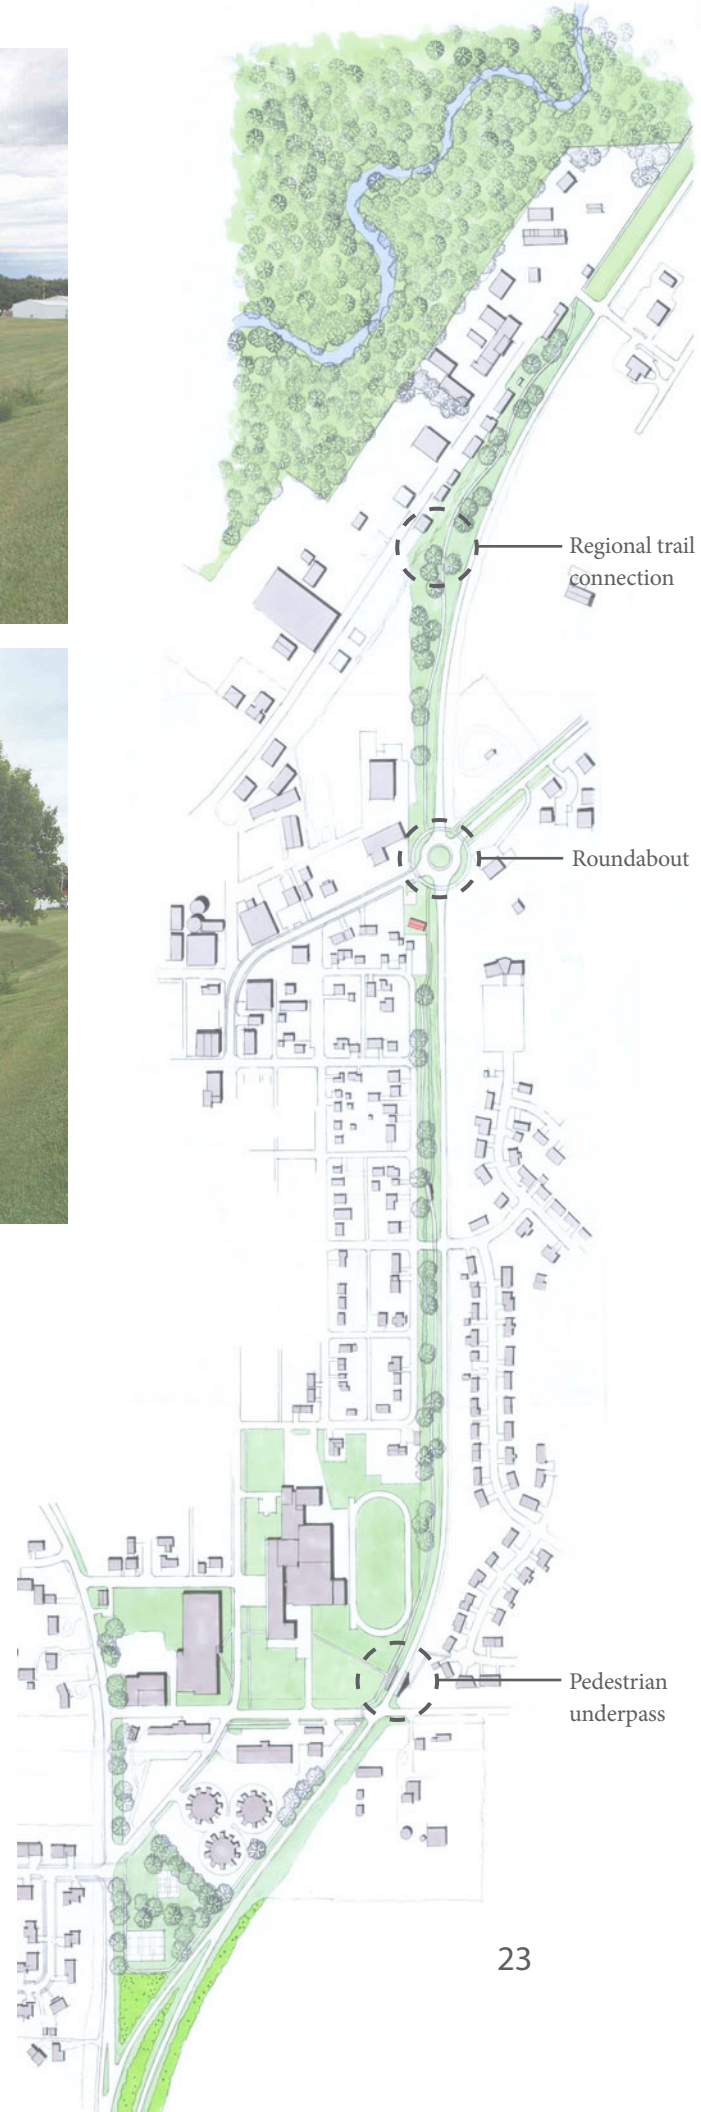 Regional trail
connection
Roundabout
Pedestrian
underpass
23